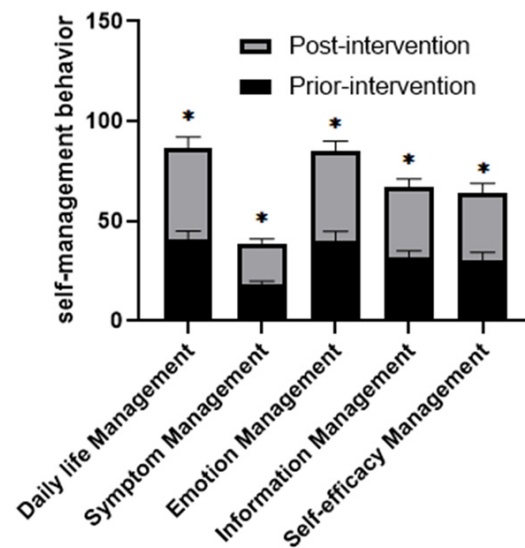 150
100
50
0
self-management behavior
Post-intervention
Prior-intervention
*
*
*
*
*
Daily life Management
Symptom Management
Emotion Management
Information Management
Self-efficacy Management